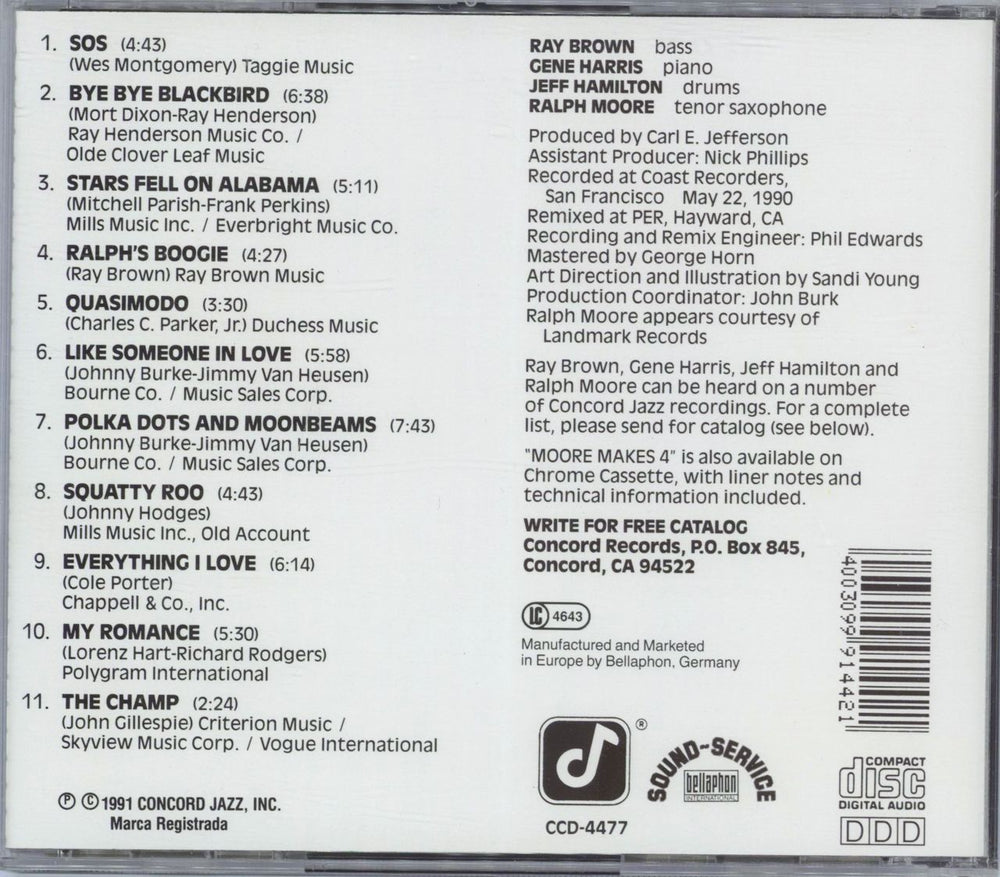 1. SOS (4:43)
(Wes Montgomery) Taggie Music
2. BYE BYE BLACKBIRD (6:38)
(Mort Dixon-Ray Henderson)
Ray Henderson Music Co. /
Olde Clover Leaf Music
3. STARS FELL ON ALABAMA (5:11)
(Mitchell Parish-Frank Perkins)
Mills Music Inc. / Everbright Music Co.
4. RALPH'S BOOGIE (4:27)
(Ray Brown) Ray Brown Music
5. QUASIMODO (3:30)
(Charles C. Parker, Jr.) Duchess Music
6. LIKE SOMEONE IN LOVE (5:58)
(Johnny Burke-Jimmy Van Heusen)
Bourne Co. / Music Sales Corp.
7. POLKA DOTS AND MOONBEAMS (7:43)
(Johnny Burke-Jimmy Van Heusen)
Bourne Co. / Music Sales Corp.
8. SQUATTY ROO (4:43)
(Johnny Hodges)
Mills Music Inc., Old Account
9. EVERYTHING I LOVE (6:14)
(Cole Porter)
Chappell & Co., Inc.
10. MY ROMANCE (5:30)
(Lorenz Hart-Richard Rodgers)
Polygram International
11. THE CHAMP (2:24)
(John Gillespie) Criterion Music /
Skyview Music Corp. / Vogue International
℗ © 1991 CONCORD JAZZ, INC.
Marca Registrada
RAY BROWN bass
GENE HARRIS piano
JEFF HAMILTON drums
RALPH MOORE tenor saxophone
Produced by Carl E. Jefferson
Assistant Producer: Nick Phillips
Recorded at Coast Recorders,
San Francisco May 22, 1990
Remixed at PER, Hayward, CA
Recording and Remix Engineer: Phil Edwards
Mastered by George Horn
Art Direction and Illustration by Sandi Young
Production Coordinator: John Burk
Ralph Moore appears courtesy of
Landmark Records
Ray Brown, Gene Harris, Jeff Hamilton and
Ralph Moore can be heard on a number
of Concord Jazz recordings. For a complete
list, please send for catalog (see below).
"MOORE MAKES 4" is also available on
Chrome Cassette, with liner notes and
technical information included.
WRITE FOR FREE CATALOG
Concord Records, P.O. Box 845,
Concord, CA 94522
LC 4643
Manufactured and Marketed
in Europe by Bellaphon, Germany
4003099914421
®
SOUND-SERVICE
bellaphon
INTERNATIONAL
CCD-4477
COMPACT
disc
DIGITAL AUDIO
DDD